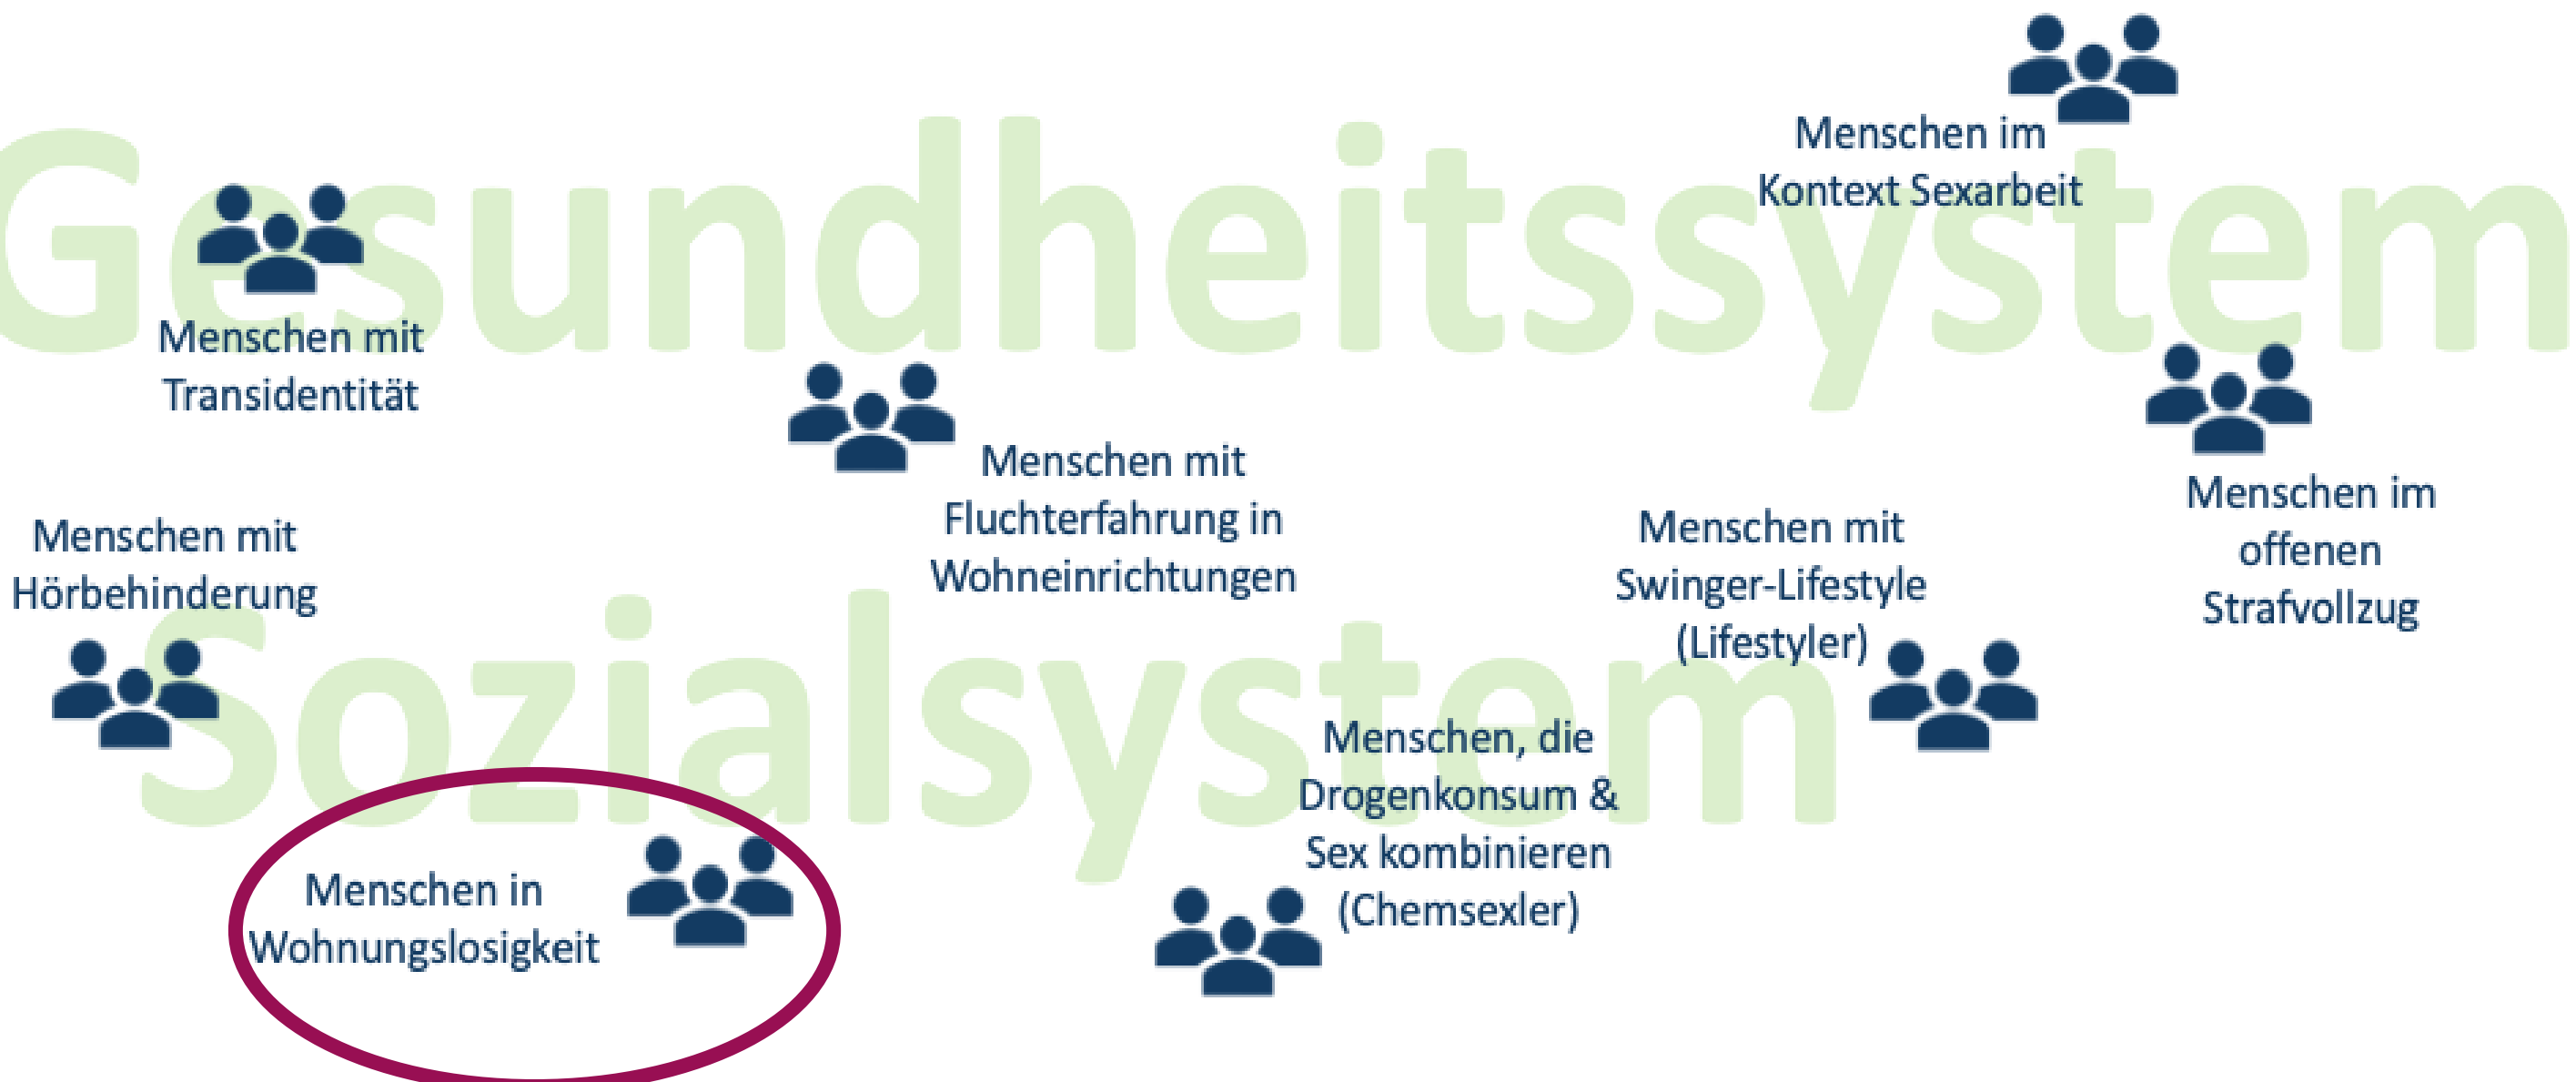 Gesundheitssystem
Menschen im
Kontext Sexarbeit
Menschen mit
Transidentität
Menschen mit
Fluchterfahrung in
Wohneinrichtungen
Menschen im
offenen
Strafvollzug
Menschen mit
Hörbehinderung
Menschen mit
Swinger-Lifestyle
(Lifestyler)
Sozialsystem
Menschen, die
Drogenkonsum &
Sex kombinieren
(Chemsexler)
Menschen in
Wohnungslosigkeit